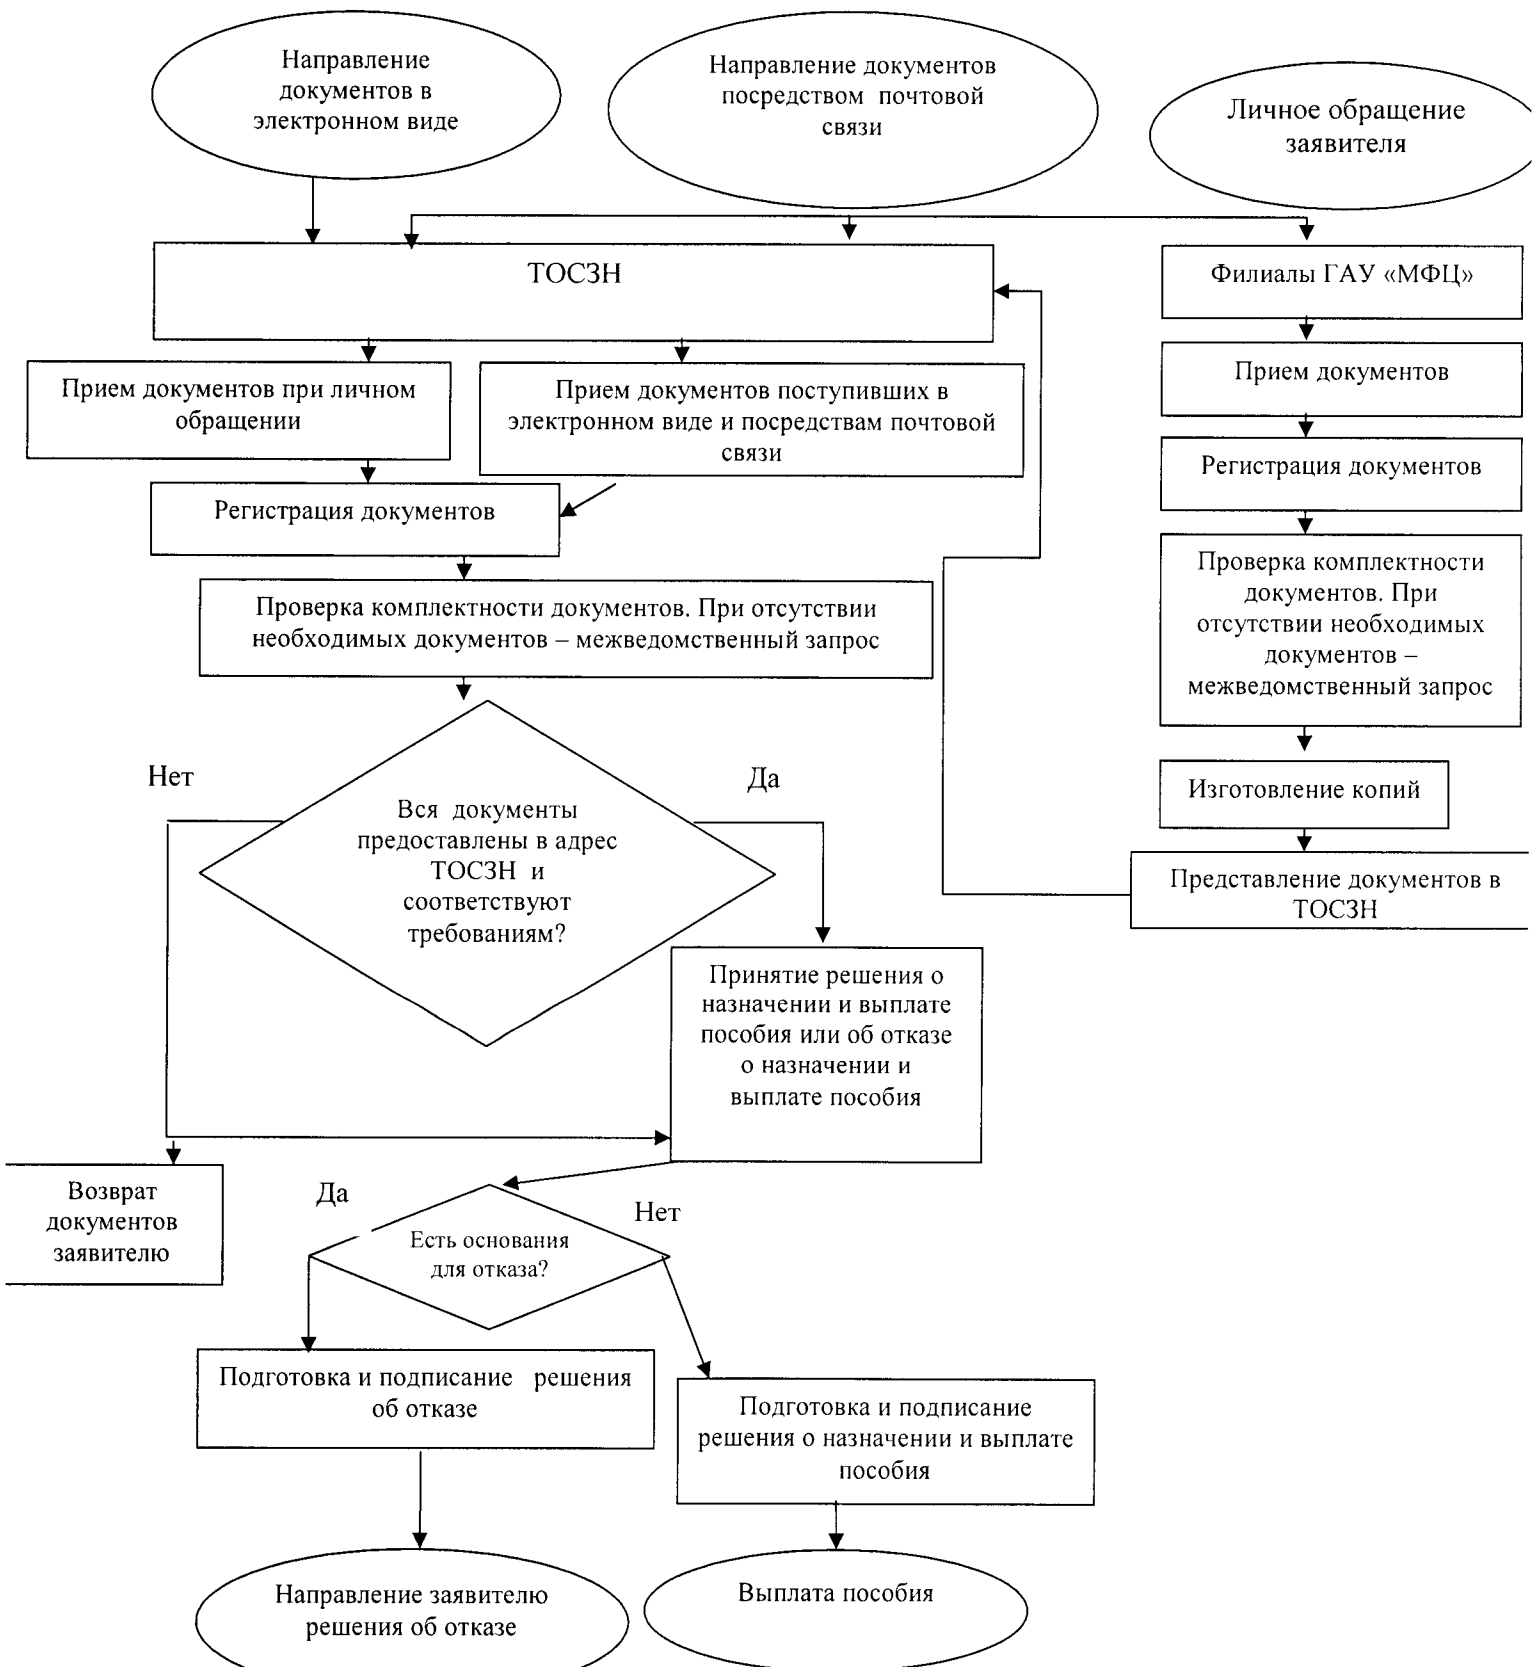 Направление
документов в
электронном виде
Направление документов
посредством почтовой
связи
Личное обращение
заявителя
ТОСЗН
Филиалы ГАУ «МФЦ»
Прием документов при личном
обращении
Прием документов поступивших в
электронном виде и посредствам почтовой
связи
Прием документов
Регистрация документов
Регистрация документов
Проверка комплектности документов. При отсутствии
необходимых документов – межведомственный запрос
Проверка комплектности
документов. При
отсутствии необходимых
документов –
межведомственный запрос
Нет
Да
Вся документы
предоставлены в адрес
ТОСЗН и
соответствуют
требованиям?
Изготовление копий
Представление документов в
ТОСЗН
Принятие решения о
назначении и выплате
пособия или об отказе
о назначении и
выплате пособия
Возврат
документов
заявителю
Да
Нет
Есть основания
для отказа?
Подготовка и подписание решения
об отказе
Подготовка и подписание
решения о назначении и выплате
пособия
Направление заявителю
решения об отказе
Выплата пособия